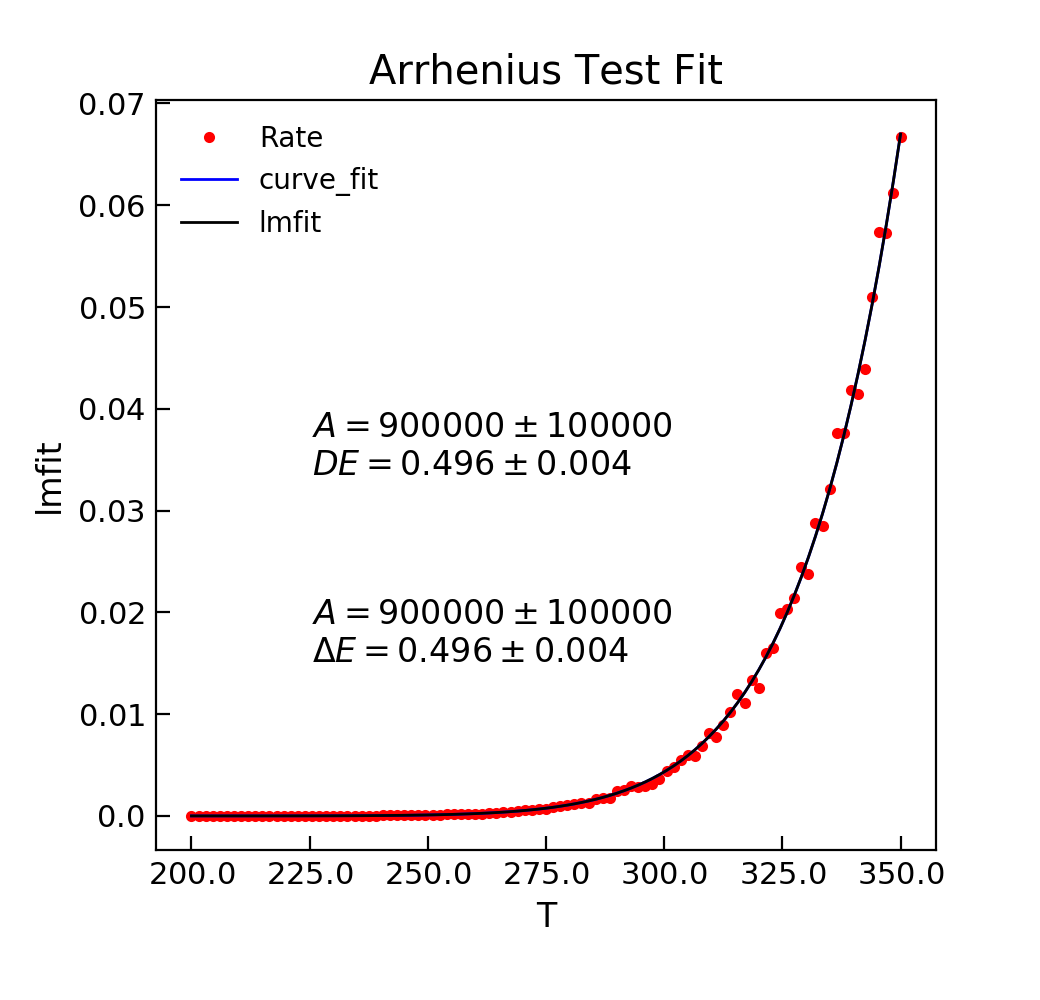 Arrhenius Test Fit
0.07
0.06
0.05
0.04
0.03
0.02
0.01
0.0
lmfit
Rate
curve_fit
lmfit
A = 900000 ± 100000
DE = 0.496 ± 0.004
A = 900000 ± 100000
ΔE = 0.496 ± 0.004
200.0 225.0 250.0 275.0 300.0 325.0 350.0
T